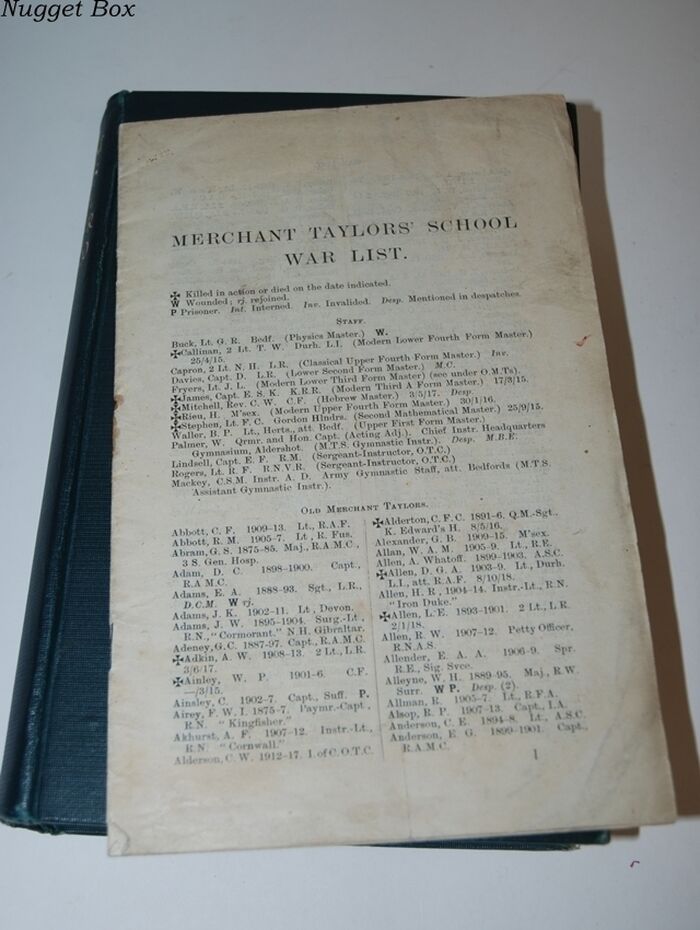 Nugget Box
MERCHANT TAYLORS' SCHOOL
WAR LIST.
✠ Killed in action or died on the date indicated.
W Wounded; rj. rejoined.
P Prisoner. Int. Interned. Inv. Invalided. Desp. Mentioned in despatches.
STAFF.
Buck, Lt. G. R. Bedf. (Physics Master.) W.
✠Callinan, 2 Lt. T. W. Durh. L.I. (Modern Lower Fourth Form Master.)
25/4/15.
Capron, 2 Lt. N. H. L.R. (Classical Upper Fourth Form Master.) Inv.
Davies, Capt. D. L.R. (Lower Second Form Master.) M.C.
Fryers, Lt. J. L. (Modern Lower Third Form Master) (see under O.M.Ts).
✠James, Capt. E. S. K. K.R.R. (Modern Third A Form Master.) 17/3/15.
✠Mitchell, Rev. C. W. C.F. (Hebrew Master.) 3/5/17. Desp.
✠Rieu, H. M'sex. (Modern Upper Fourth Form Master.) 30/1/16.
✠Stephen, Lt. F. C. Gordon Hlndrs. (Second Mathematical Master.) 25/9/15.
Waller, B. P. Lt., Herts., att. Bedf. (Upper First Form Master.)
Palmer, W. Qrmr. and Hon. Capt. (Acting Adj.). Chief Instr. Headquarters
Gymnasium, Aldershot. (M.T.S. Gymnastic Instr.). Desp. M.B.E.
Lindsell, Capt. E. F. R.M. (Sergeant-Instructor, O.T.C.)
Rogers, Lt. R. F. R.N.V.R. (Sergeant-Instructor, O.T.C.)
Mackey, C.S.M. Instr. A. D. Army Gymnastic Staff, att. Bedfords (M.T.S.
Assistant Gymnastic Instr.).
OLD MERCHANT TAYLORS.
Abbott, C. F. 1909-13. Lt., R.A.F.
Abbott, R. M. 1905-7. Lt, R. Fus.
Abram, G. S. 1875-85. Maj., R.A.M.C.,
3 S. Gen. Hosp.
Adam, D. C. 1898-1900. Capt.,
R.A.M.C.
Adams, E. A. 1888-93. Sgt., L.R.,
D.C.M. W rj.
Adams, J. K. 1902-11. Lt, Devon.
Adams, J. W. 1895-1904. Surg.-Lt.,
R.N., "Cormorant." N.H. Gibraltar.
Adeney, G.C. 1887-97. Capt., R.A.M.C.
✠Adkin, A. W. 1908-13. 2 Lt., L.R.
3/6/17.
✠Ainley, W. P. 1901-6. C.F.
—/3/15.
Ainsley, C. 1902-7. Capt., Suff. P.
Airey, F. W. I. 1875-7. Paymr.-Capt.,
R.N. "Kingfisher."
Akhurst, A. F. 1907-12. Instr.-Lt.,
R.N. "Cornwall."
Alderson, C. W. 1912-17. I. of C. O.T.C.
✠Alderton, C. F. C. 1891-6. Q.M.-Sgt.,
K. Edward's H. 8/5/16.
Alexander, G. B. 1909-15. M'sex.
Allan, W. A. M. 1905-9. Lt., R.E.
Allen, A. Whatoff. 1899-1903. A.S.C.
✠Allen, D. G. A. 1903-9. Lt., Durh.
L.I., att. R.A.F. 8/10/18.
Allen, H. R, 1904-14. Instr.-Lt., R.N.
"Iron Duke."
✠Allen, L. E. 1893-1901. 2 Lt., L.R.
2/1/18.
Allen, R. W. 1907-12. Petty Officer,
R.N.A.S.
Allender, E. A. A. 1906-9. Spr.
R.E., Sig. Svce.
Alleyne, W. H. 1889-95. Maj., R.W.
Surr. W P. Desp. (2).
Allman, R. 1905-7. Lt., R.F.A.
Alsop, R. P. 1907-13. Capt., I.A.
Anderson, C. E. 1894-8. Lt., A.S.C.
Anderson, E. G. 1899-1901. Capt.,
R.A.M.C.
1